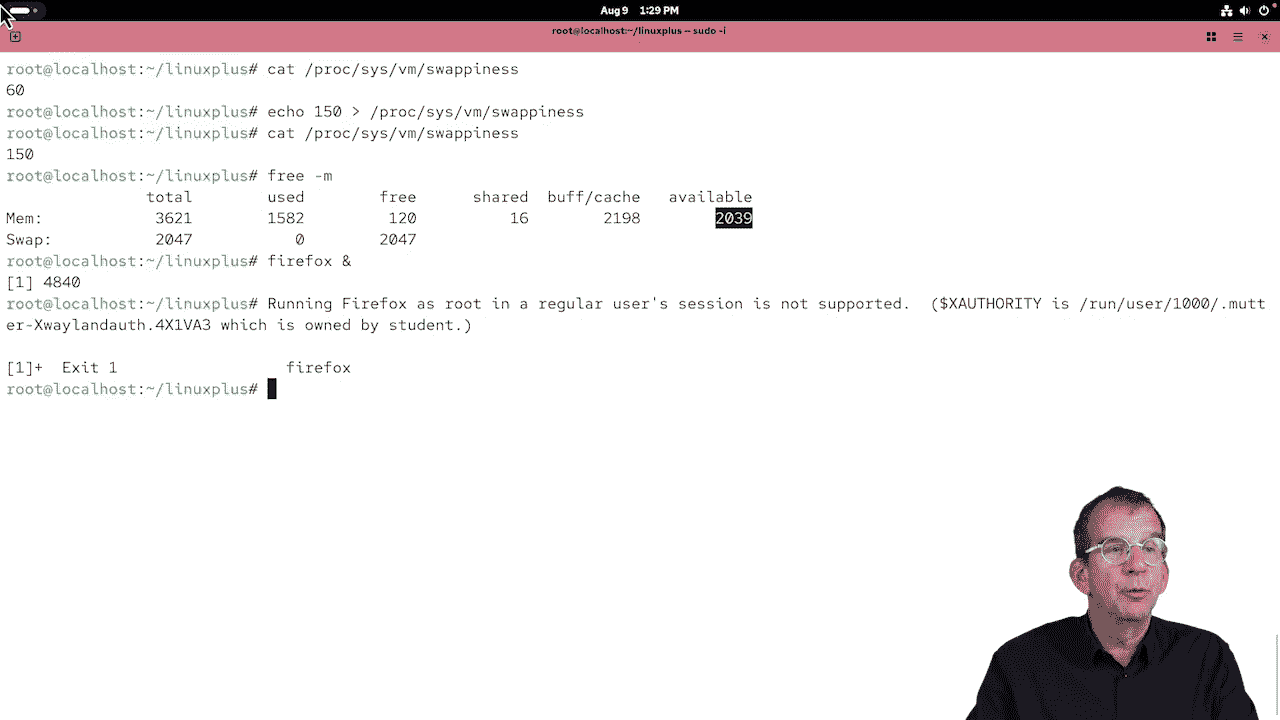 Aug 9 1:29 PM
root@localhost:~/linuxplus – sudo -i
root@localhost:~/linuxplus# cat /proc/sys/vm/swappiness
60
root@localhost:~/linuxplus# echo 150 > /proc/sys/vm/swappiness
root@localhost:~/linuxplus# cat /proc/sys/vm/swappiness
150
root@localhost:~/linuxplus# free -m
total used free shared buff/cache available
Mem: 3621 1582 120 16 2198 2039
Swap: 2047 0 2047
root@localhost:~/linuxplus# firefox &
[1] 4840
root@localhost:~/linuxplus# Running Firefox as root in a regular user's session is not supported.  ($XAUTHORITY is /run/user/1000/.mutt
er-Xwaylandauth.4X1VA3 which is owned by student.)
[1]+  Exit 1 firefox
root@localhost:~/linuxplus#